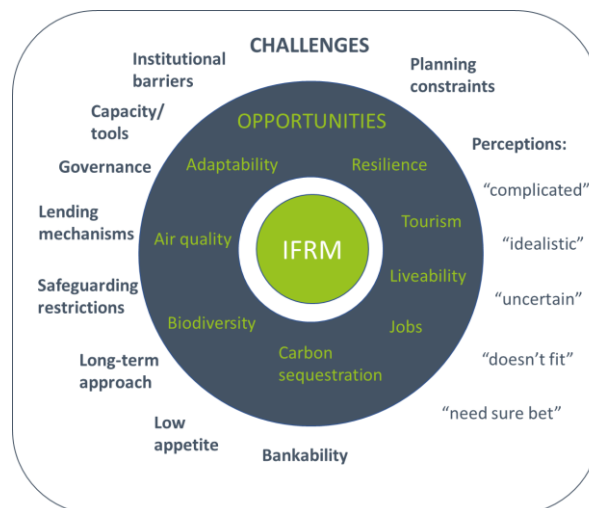 CHALLENGES
Institutional
barriers
Planning
constraints
Capacity/
tools
OPPORTUNITIES
Governance
Adaptability
Resilience
Perceptions:
"complicated"
Lending
mechanisms
Air quality
IFRM
Tourism
"idealistic"
Safeguarding
restrictions
Liveability
"uncertain"
Biodiversity
Jobs
Long-term
approach
Carbon
sequestration
"doesn't fit"
Low
appetite
Bankability
"need sure bet"